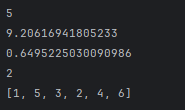 5
9.20616941805233
0.6495225030090986
2
[1, 5, 3, 2, 4, 6]